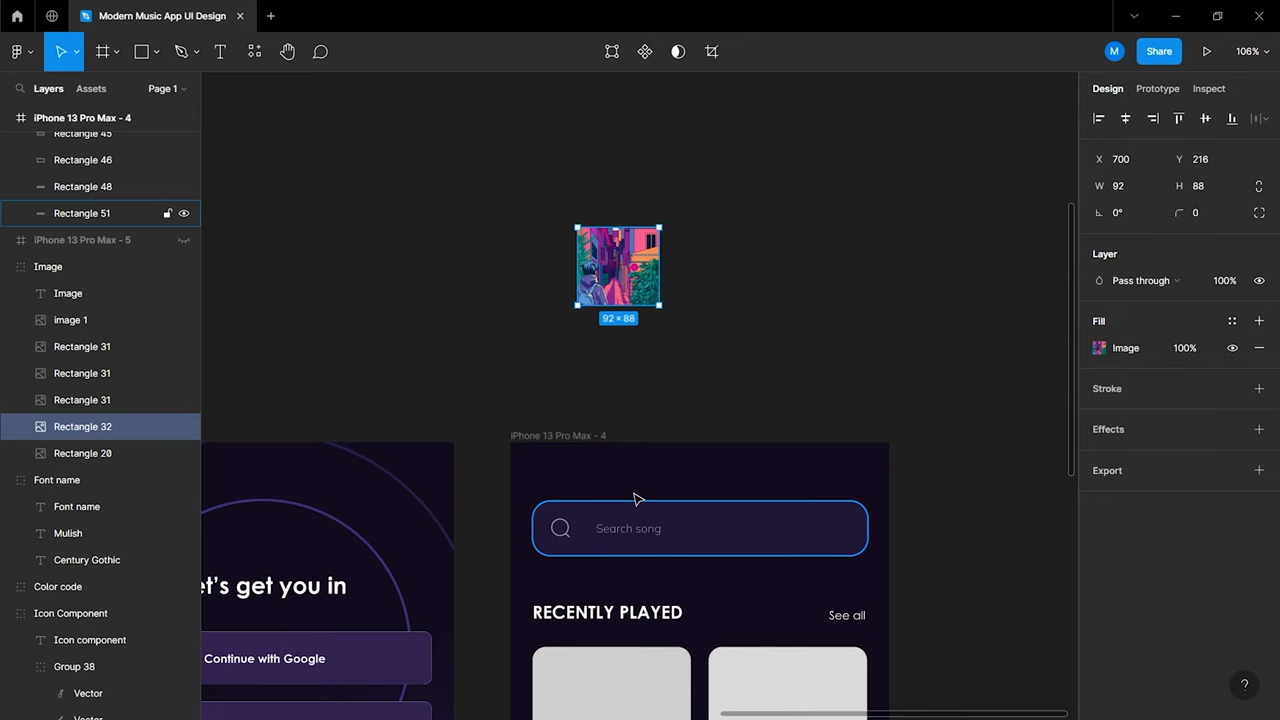 Modern Music App UI Design
Share
106%
Layers
Assets
Page 1
iPhone 13 Pro Max - 4
Rectangle 45
Rectangle 46
Rectangle 48
Rectangle 51
iPhone 13 Pro Max - 5
Image
Image
image 1
Rectangle 31
Rectangle 31
Rectangle 31
Rectangle 32
Rectangle 20
Font name
Font name
Mulish
Century Gothic
Color code
Icon Component
Icon component
Group 38
Vector
Vector
M
92 × 88
iPhone 13 Pro Max - 4
Search song
RECENTLY PLAYED
See all
et's get you in
Continue with Google
Design
Prototype
Inspect
X 700
Y 216
W 92
H 88
0°
0
Layer
Pass through
100%
Fill
Image
100%
Stroke
Effects
Export
?